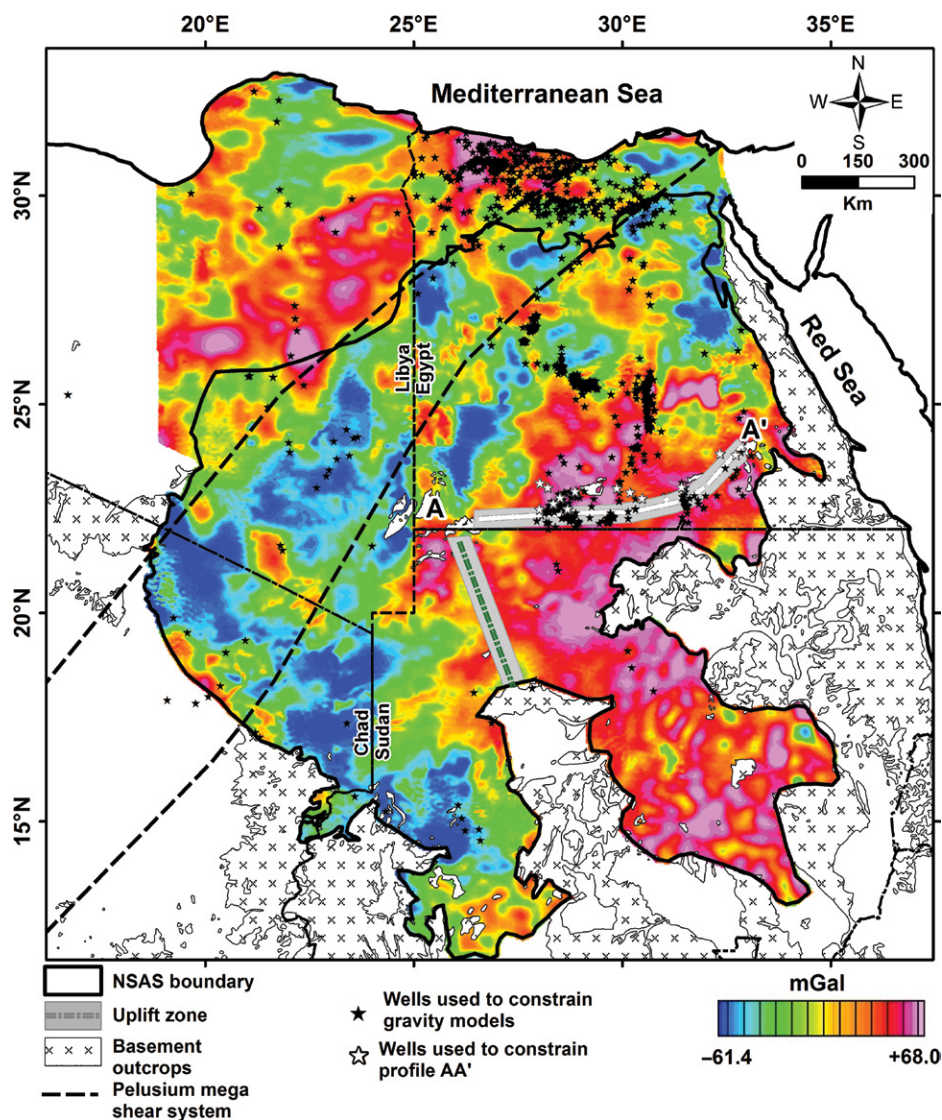 20°E 25°E 30°E 35°E
Mediterranean Sea
N
W E
S
0 150 300
Km
30°N
Red Sea
Libya
Egypt
25°N
A'
A
20°N
Chad
Sudan
15°N
NSAS boundary
Uplift zone
Basement
outcrops
Pelusium mega
shear system
Wells used to constrain
gravity models
Wells used to constrain
profile AA'
mGal
−61.4 +68.0